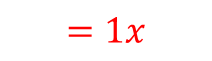 = 1x